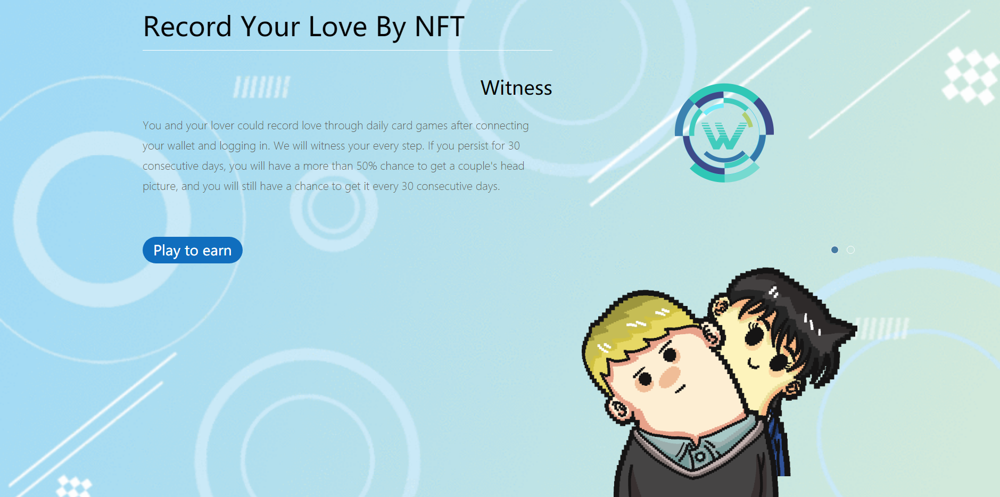 Record Your Love By NFT
Witness
You and your lover could record love through daily card games after connecting
your wallet and logging in. We will witness your every step. If you persist for 30
consecutive days, you will have a more than 50% chance to get a couple's head
picture, and you will still have a chance to get it every 30 consecutive days.
W
Play to earn